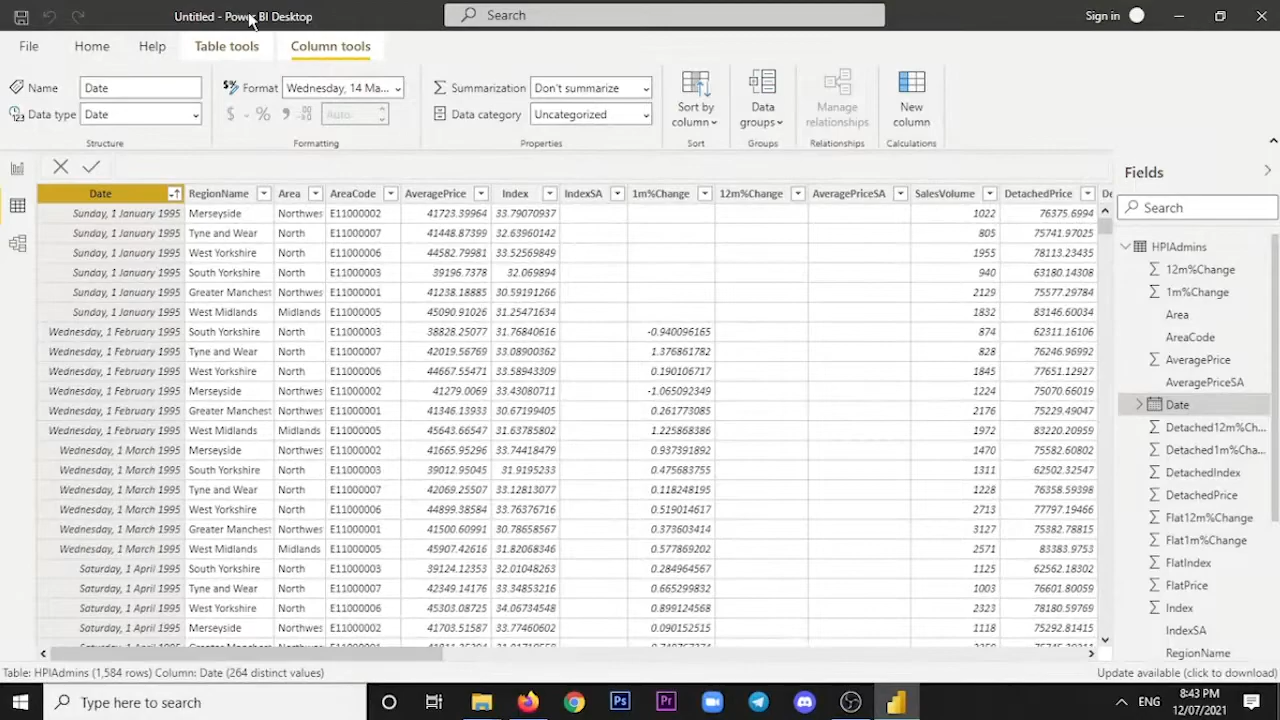 Untitled - Power BI Desktop
Search
Sign in
File Home Help Table tools Column tools
Name Date
Data type Date
Structure
Format Wednesday, 14 Ma...
$ % Auto
Formatting
Summarization Don't summarize
Data category Uncategorized
Properties
Sort by column
Sort
Data groups
Groups
Manage relationships
Relationships
New column
Calculations
Date RegionName Area AreaCode AveragePrice Index IndexSA 1m%Change 12m%Change AveragePriceSA SalesVolume DetachedPrice De
Sunday, 1 January 1995 Merseyside Northwes E11000002 41723.39964 33.79070937 1022 76375.6994
Sunday, 1 January 1995 Tyne and Wear North E11000007 41448.87399 32.63960142 805 75741.97025
Sunday, 1 January 1995 West Yorkshire North E11000006 44582.79981 33.52569849 1955 78113.23435
Sunday, 1 January 1995 South Yorkshire North E11000003 39196.7378 32.069894 940 63180.14308
Sunday, 1 January 1995 Greater Manchest Northwes E11000001 41238.18885 30.59191266 2129 75577.29784
Sunday, 1 January 1995 West Midlands Midlands E11000005 45090.91026 31.25471634 1832 83146.60034
Wednesday, 1 February 1995 South Yorkshire North E11000003 38828.25077 31.76840616 -0.940096165 874 62311.16106
Wednesday, 1 February 1995 Tyne and Wear North E11000007 42019.56769 33.08900362 1.376861782 828 76246.96992
Wednesday, 1 February 1995 West Yorkshire North E11000006 44667.55471 33.58943309 0.190106717 1845 77651.12927
Wednesday, 1 February 1995 Merseyside Northwes E11000002 41279.0069 33.43080711 -1.065092349 1224 75070.66019
Wednesday, 1 February 1995 Greater Manchest Northwes E11000001 41346.13933 30.67199405 0.261773085 2176 75229.49047
Wednesday, 1 February 1995 West Midlands Midlands E11000005 45643.66547 31.63785802 1.225868386 1972 83220.20959
Wednesday, 1 March 1995 Merseyside Northwes E11000002 41665.95296 33.74418479 0.937391892 1470 75582.60802
Wednesday, 1 March 1995 South Yorkshire North E11000003 39012.95045 31.9195233 0.475683755 1311 62502.32547
Wednesday, 1 March 1995 Tyne and Wear North E11000007 42069.25507 33.12813077 0.118248195 1228 76358.59398
Wednesday, 1 March 1995 West Yorkshire North E11000006 44899.38584 33.76376716 0.519014617 2713 77797.19466
Wednesday, 1 March 1995 Greater Manchest Northwes E11000001 41500.60991 30.78658567 0.373603414 3127 75382.78815
Wednesday, 1 March 1995 West Midlands Midlands E11000005 45907.42616 31.82068346 0.577869202 2571 83383.9753
Saturday, 1 April 1995 South Yorkshire North E11000003 39124.12353 32.01048263 0.284964567 1125 62562.18302
Saturday, 1 April 1995 Tyne and Wear North E11000007 42349.14176 33.34853216 0.665299832 1003 76601.80059
Saturday, 1 April 1995 West Yorkshire North E11000006 45303.08725 34.06734548 0.899124568 2323 78180.59769
Saturday, 1 April 1995 Merseyside Northwes E11000002 41703.51587 33.77460602 0.090152515 1118 75292.81415
Table: HPIAdmins (1,584 rows) Column: Date (264 distinct values)
Update available (click to download)
Fields
Search
HPIAdmins
12m%Change
1m%Change
Area
AreaCode
AveragePrice
AveragePriceSA
Date
Detached12m%Ch...
Detached1m%Cha...
DetachedIndex
DetachedPrice
Flat12m%Change
Flat1m%Change
FlatIndex
FlatPrice
Index
IndexSA
RegionName
Type here to search
Ps
Pr
ENG
8:43 PM
12/07/2021